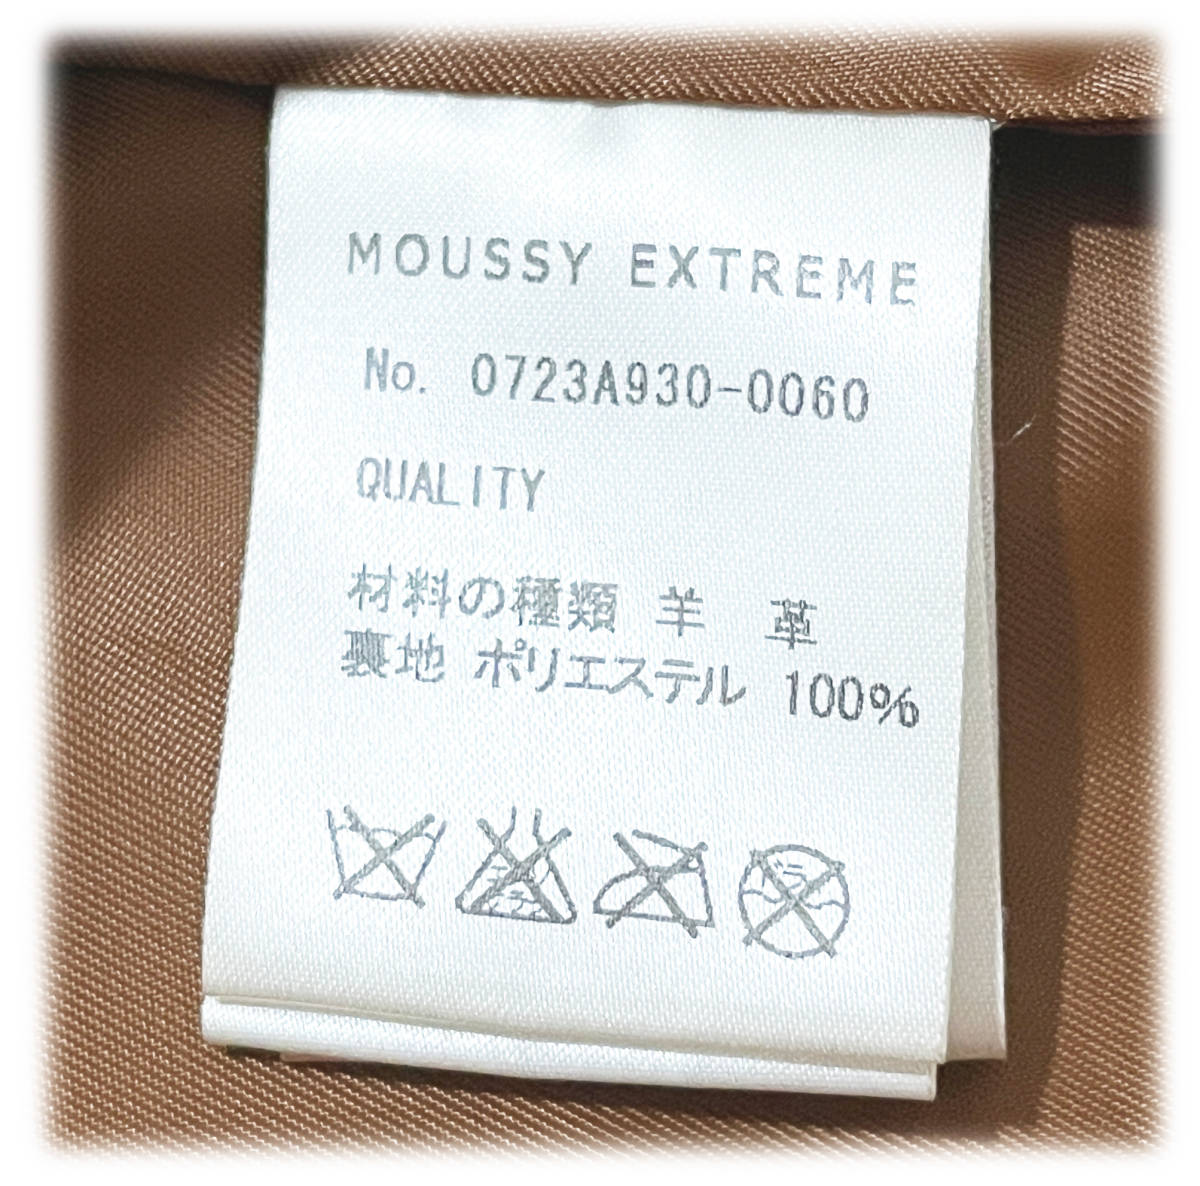 MOUSSY EXTREME
No. 0723A930-0060
QUALITY
材料の種類 羊 革
裏地 ポリエステル 100%